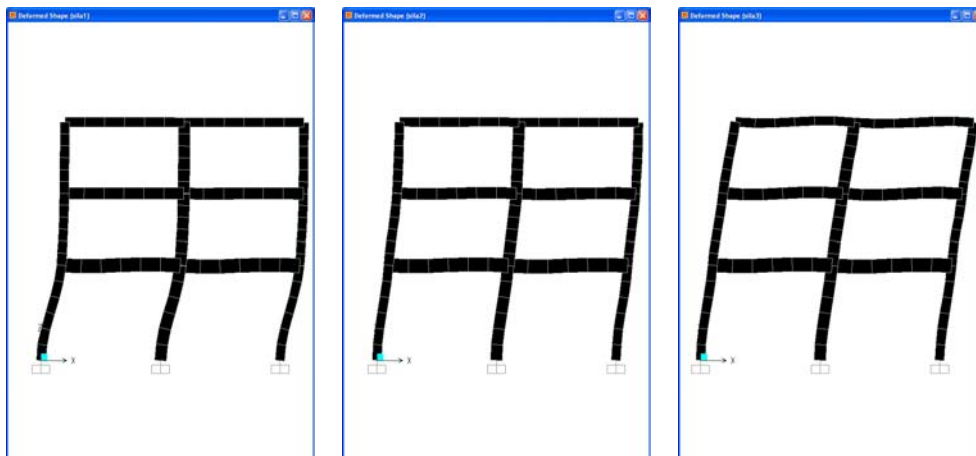 Deformed Shape (sila1)
Deformed Shape (sila2)
Deformed Shape (sila3)
X
X
X